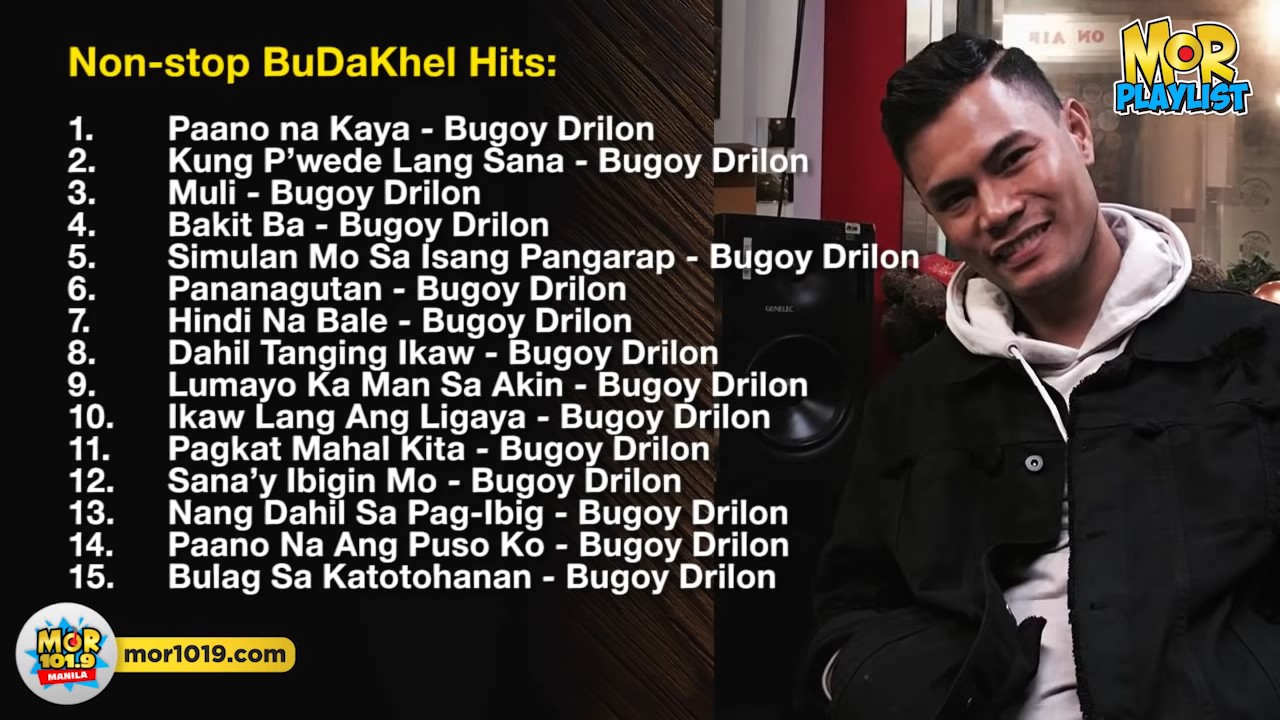 Non-stop BuDaKhel Hits:
1. Paano na Kaya - Bugoy Drilon
2. Kung P’wede Lang Sana - Bugoy Drilon
3. Muli - Bugoy Drilon
4. Bakit Ba - Bugoy Drilon
5. Simulan Mo Sa Isang Pangarap - Bugoy Drilon
6. Pananagutan - Bugoy Drilon
7. Hindi Na Bale - Bugoy Drilon
8. Dahil Tanging Ikaw - Bugoy Drilon
9. Lumayo Ka Man Sa Akin - Bugoy Drilon
10. Ikaw Lang Ang Ligaya - Bugoy Drilon
11. Pagkat Mahal Kita - Bugoy Drilon
12. Sana’y Ibigin Mo - Bugoy Drilon
13. Nang Dahil Sa Pag-Ibig - Bugoy Drilon
14. Paano Na Ang Puso Ko - Bugoy Drilon
15. Bulag Sa Katotohanan - Bugoy Drilon
MOR
101.9
MANILA
mor1019.com
MOR
PLAYLIST
ON AIR
GENELEC